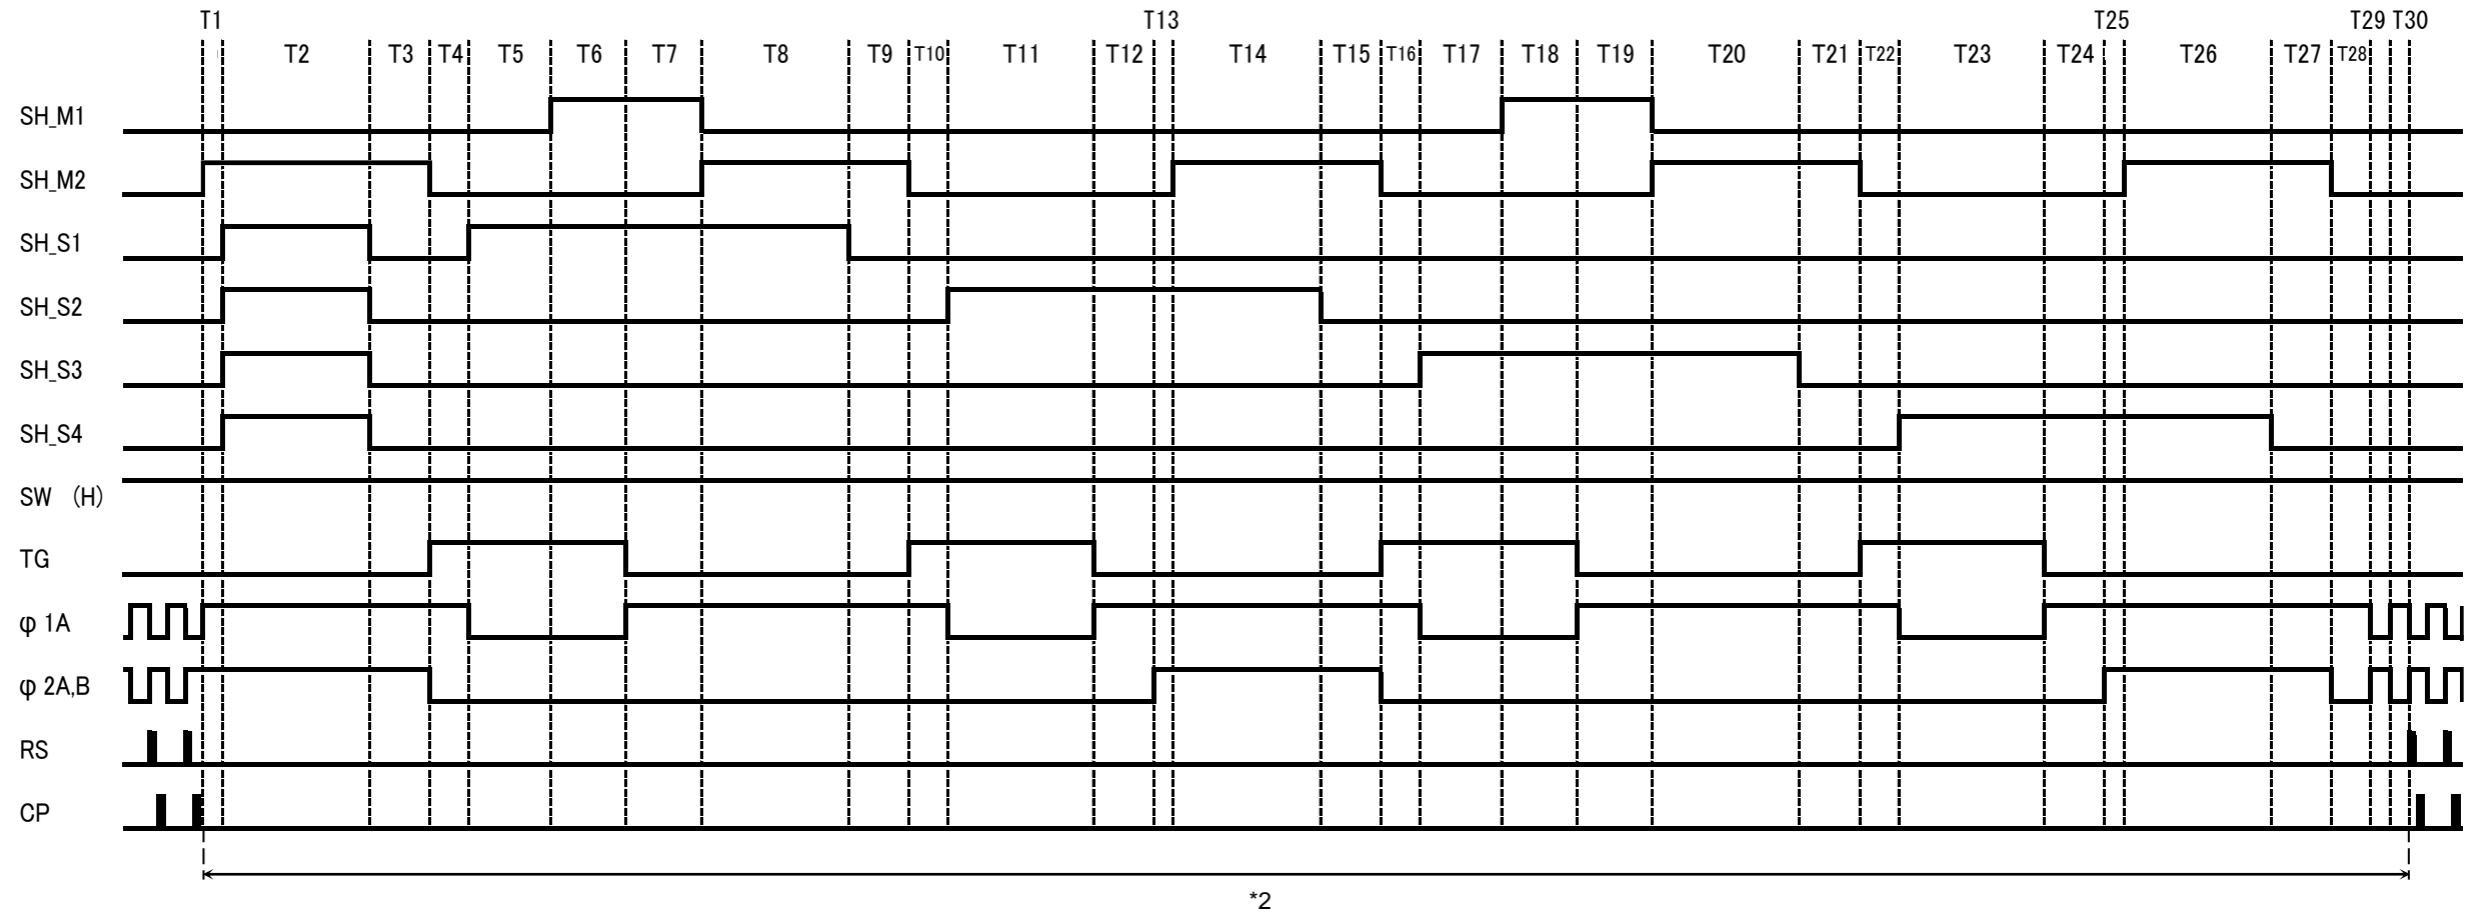 T1 T13 T25 T29 T30
T2 T3 T4 T5 T6 T7 T8 T9 T10 T11 T12 T14 T15 T16 T17 T18 T19 T20 T21 T22 T23 T24 T26 T27 T28
SH_M1
SH_M2
SH_S1
SH_S2
SH_S3
SH_S4
SW (H)
TG
φ 1A
φ 2A,B
RS
CP
*2